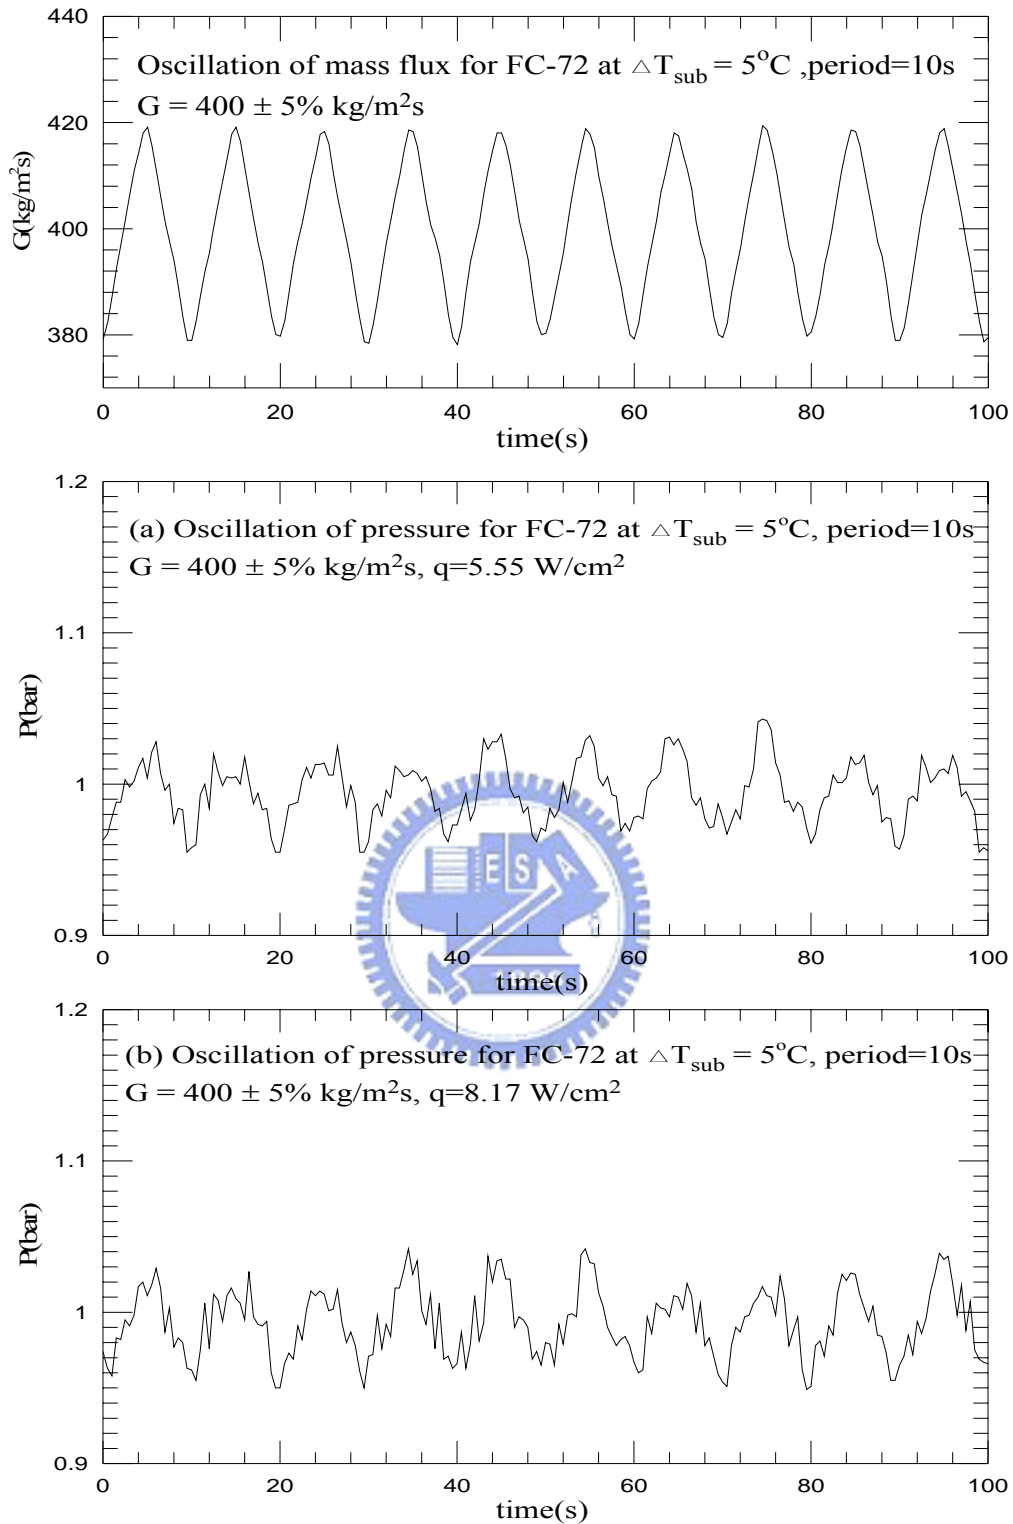 440
Oscillation of mass flux for FC-72 at △Tsub = 5°C ,period=10s
G = 400 ± 5% kg/m²s
420
G(kg/m²s)
400
380
0 20 40 60 80 100
time(s)
1.2
(a) Oscillation of pressure for FC-72 at △Tsub = 5°C, period=10s
G = 400 ± 5% kg/m²s, q=5.55 W/cm²
1.1
P(bar)
1
E S A
0.9
0 20 40 60 80 100
time(s)
1.2
(b) Oscillation of pressure for FC-72 at △Tsub = 5°C, period=10s
G = 400 ± 5% kg/m²s, q=8.17 W/cm²
1.1
P(bar)
1
0.9
0 20 40 60 80 100
time(s)